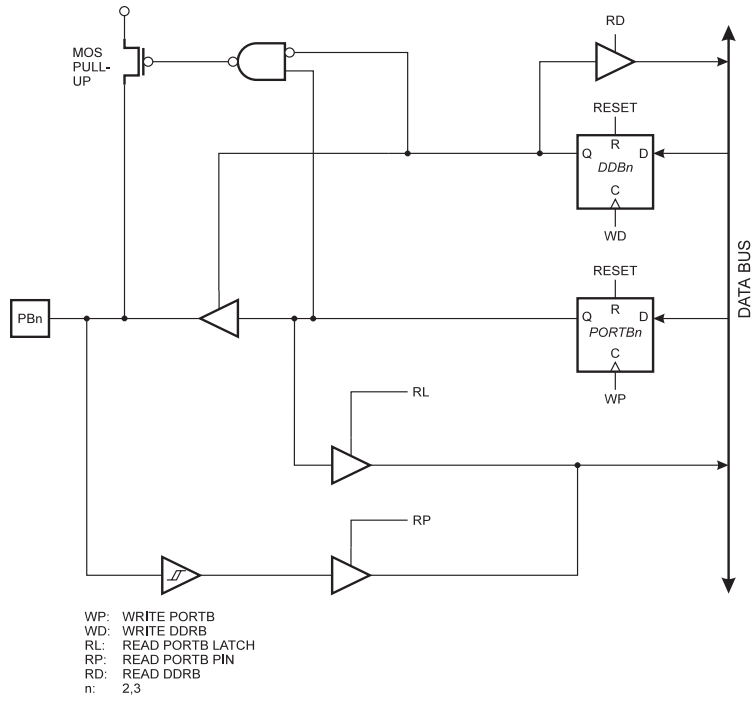 RD
MOS
PULL-
UP
RESET
R
Q
D
DDBn
C
WD
DATA BUS
RESET
R
PBn
Q
D
PORTBn
C
WP
RL
RP
WP: WRITE PORTB
WD: WRITE DDRB
RL: READ PORTB LATCH
RP: READ PORTB PIN
RD: READ DDRB
n: 2,3